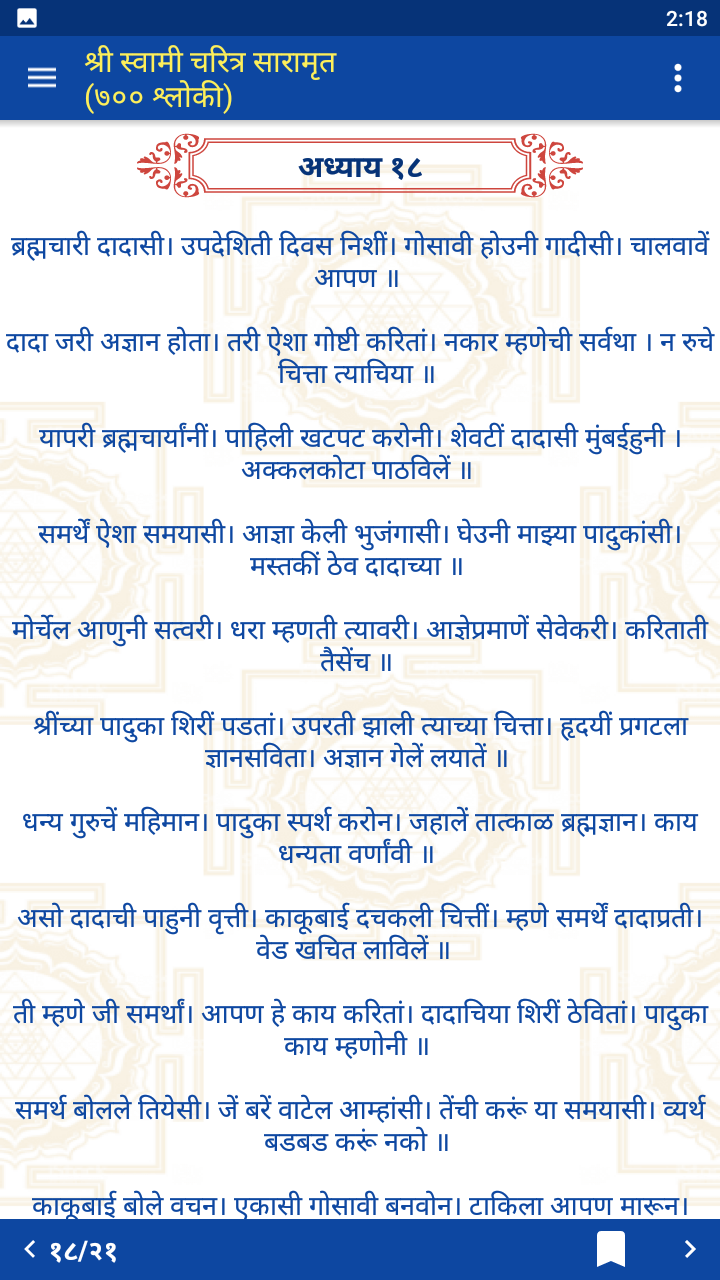 2:18
श्री स्वामी चरित्र सारामृत
(७०० श्लोकी)
अध्याय १८
ब्रह्मचारी दादासी। उपदेशिती दिवस निशीं। गोसावी होउनी गादीसी। चालवावें
आपण ॥
दादा जरी अज्ञान होता। तरी ऐशा गोष्टी करितां। नकार म्हणेची सर्वथा । न रुचे
चित्ता त्याचिया ॥
यापरी ब्रह्मचार्यांनीं। पाहिली खटपट करोनी। शेवटीं दादासी मुंबईहुनी ।
अक्कलकोटा पाठविलें ॥
समर्थें ऐशा समयासी। आज्ञा केली भुजंगासी। घेउनी माझ्या पादुकांसी।
मस्तकीं ठेव दादाच्या ॥
मोर्चेल आणुनी सत्वरी। धरा म्हणती त्यावरी। आज्ञेप्रमाणें सेवेकरी। करिताती
तैसेंच ॥
श्रींच्या पादुका शिरीं पडतां। उपरती झाली त्याच्या चित्ता। हृदयीं प्रगटला
ज्ञानसविता। अज्ञान गेलें लयातें ॥
धन्य गुरुचें महिमान। पादुका स्पर्श करोन। जहालें तात्काळ ब्रह्मज्ञान। काय
धन्यता वर्णावी ॥
असो दादाची पाहुनी वृत्ती। काकूबाई दचकली चित्तीं। म्हणे समर्थें दादाप्रती।
वेड खचित लाविलें ॥
ती म्हणे जी समर्थां। आपण हे काय करितां। दादाचिया शिरीं ठेवितां। पादुका
काय म्हणोनी ॥
समर्थ बोलले तियेसी। जें बरें वाटेल आम्हांसी। तेंची करूं या समयासी। व्यर्थ
बडबड करूं नको ॥
काकूबाई बोले वचन। एकासी गोसावी बनवोन। टाकिला आपण मारून।
१८/२१